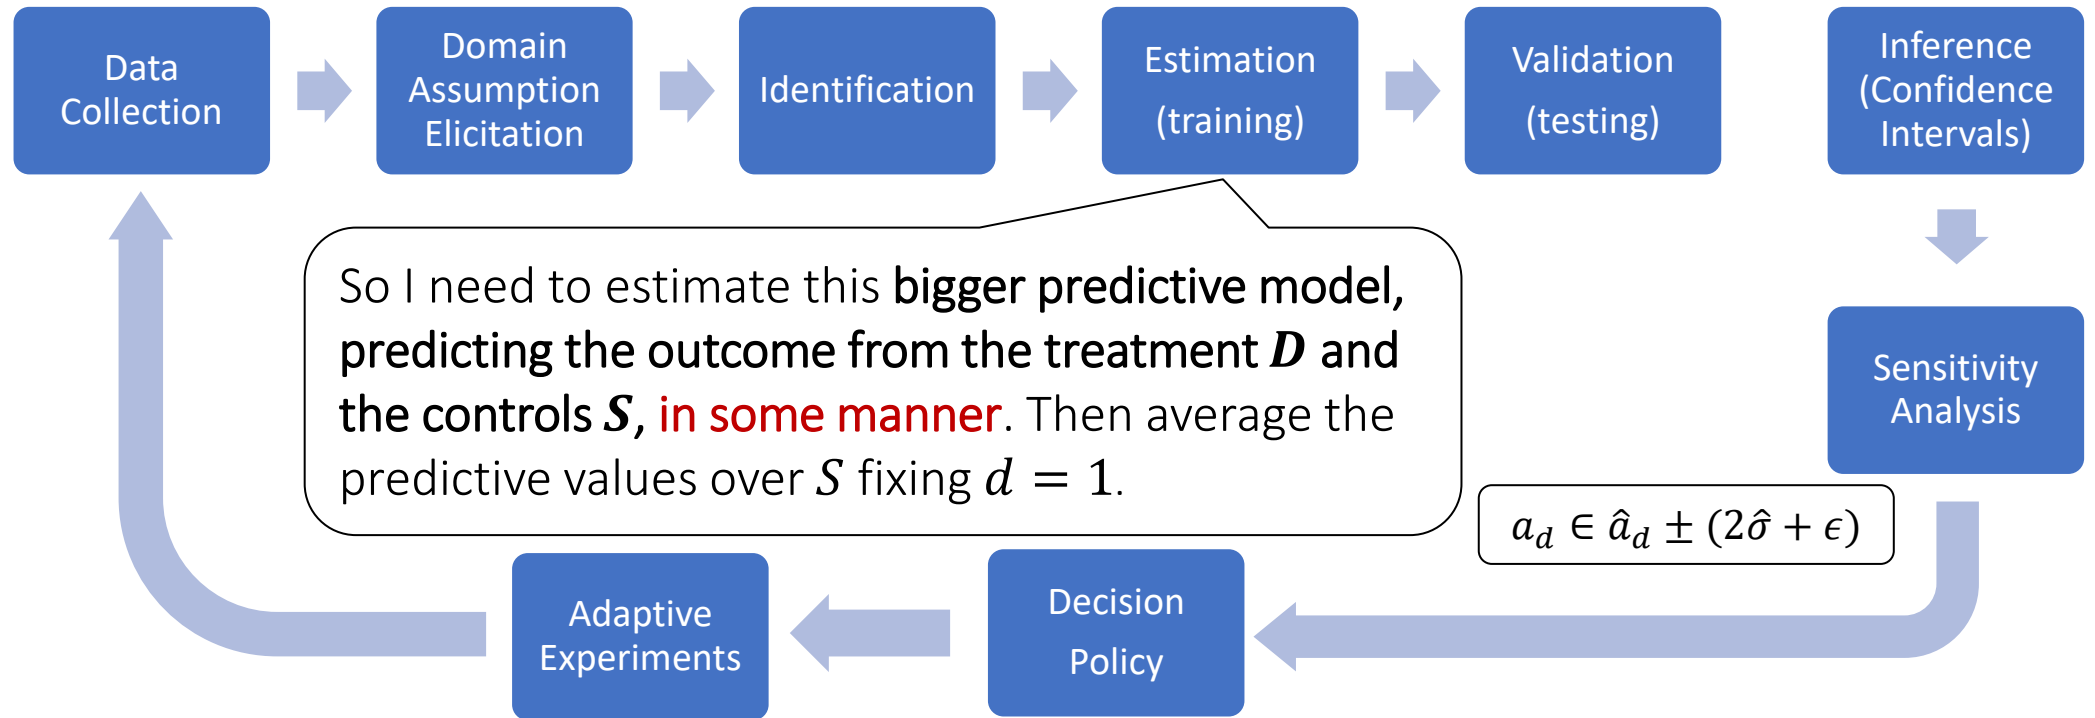 Data
Collection
Domain
Assumption
Elicitation
Identification
Estimation
(training)
Validation
(testing)
Inference
(Confidence
Intervals)
So I need to estimate this bigger predictive model,
predicting the outcome from the treatment D and
the controls S, in some manner. Then average the
predictive values over S fixing d = 1.
Sensitivity
Analysis
a_d ∈ â_d ± (2σ̂ + ϵ)
Decision
Policy
Adaptive
Experiments